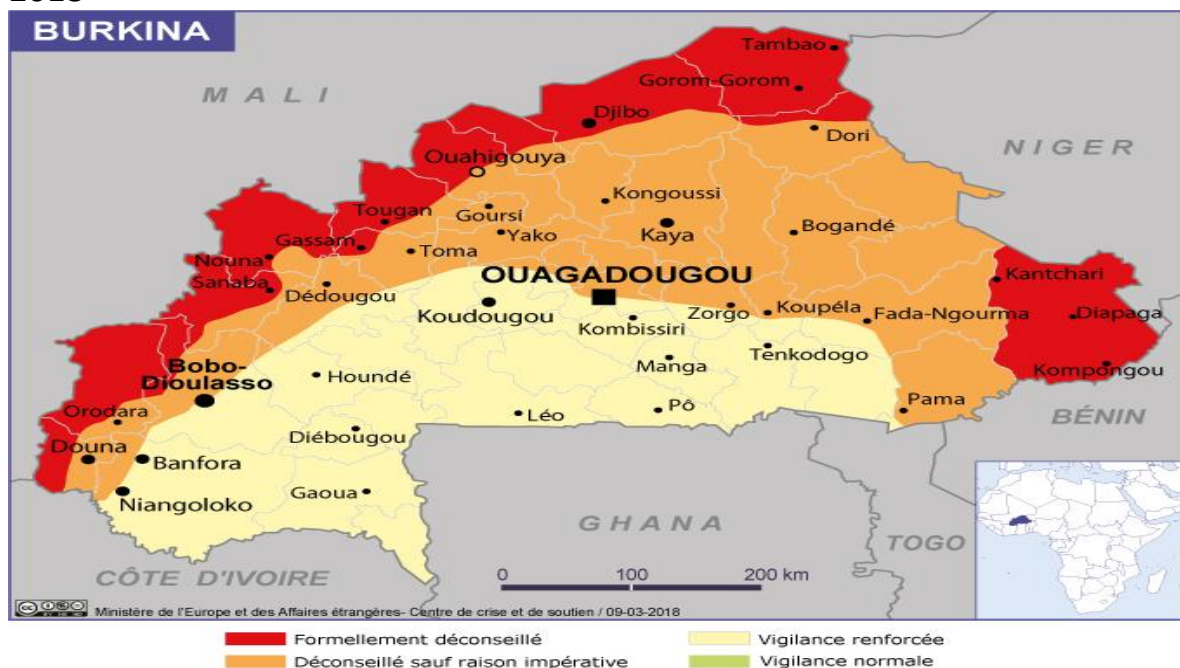 BURKINA
MALI
Tambao
Gorom-Gorom
Djibo
Dori
NIGER
Ouahigouya
Kongoussi
Tougan
Goursi
Yako
Kaya
Bogandé
Gassam
Toma
Nouna
Sanaba
Dédougou
OUAGADOUGOU
Kantchari
Koudougou
Zorgo
Koupéla
Fada-Ngourma
Diapaga
Kombissiri
Tenkodogo
Bobo-
Dioulasso
Houndé
Manga
Kompongou
Orodara
Léo
Pô
Pama
BÉNIN
Diébougou
Douna
Banfora
Niangoloko
Gaoua
GHANA
TOGO
CÔTE D'IVOIRE
0 100 200 km
Ministère de l'Europe et des Affaires étrangères- Centre de crise et de soutien / 09-03-2018
Formellement déconseillé
Vigilance renforcée
Déconseillé sauf raison impérative
Vigilance normale